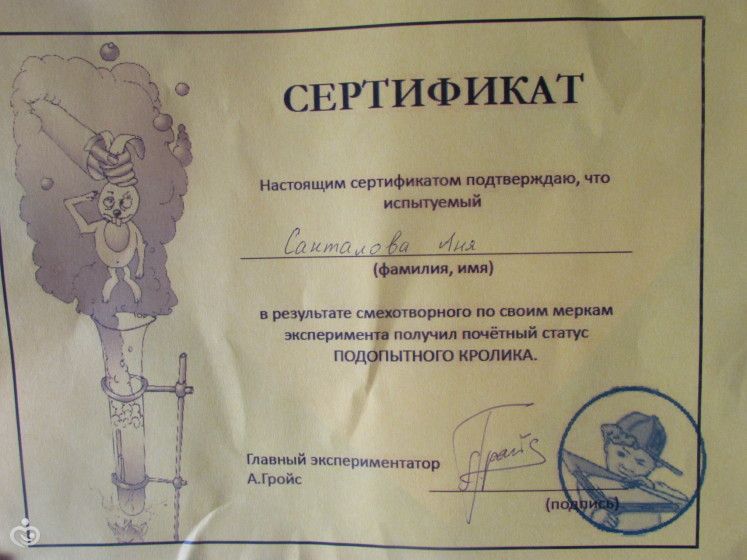 СЕРТИФИКАТ
Настоящим сертификатом подтверждаю, что
испытуемый
Санталова Аня
(фамилия, имя)
в результате смехотворного по своим меркам
эксперимента получил почётный статус
ПОДОПЫТНОГО КРОЛИКА.
Главный экспериментатор
А.Гройс
(подпись)